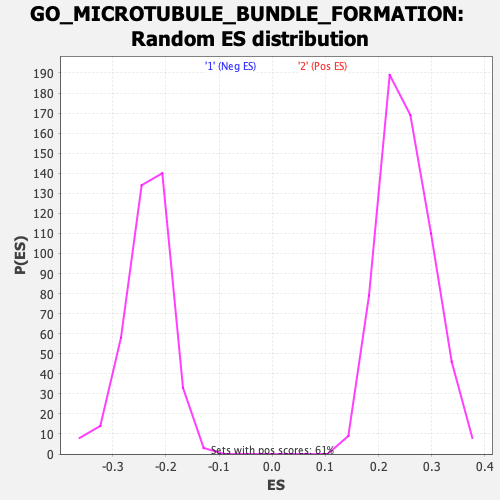 GO_MICROTUBULE_BUNDLE_FORMATION:
Random ES distribution
'1' (Neg ES) '2' (Pos ES)
190
180
170
160
150
140
130
120
110
100
90
80
70
60
50
40
30
20
10
0
P(ES)
Sets with pos scores: 61%
-0.3 -0.2 -0.1 0.0 0.1 0.2 0.3 0.4
ES